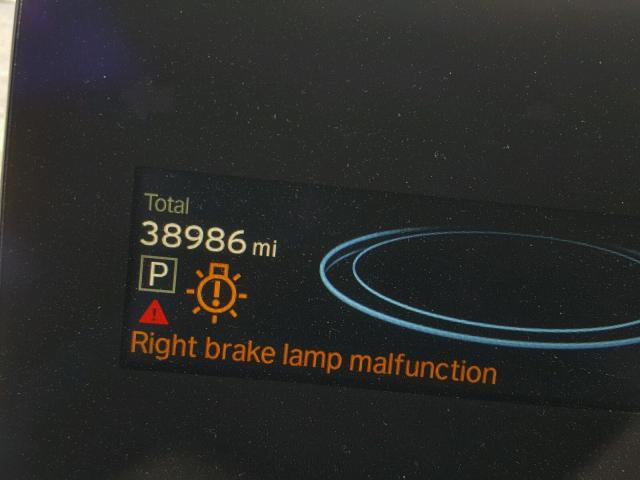 Total
38986 mi
P
Right brake lamp malfunction